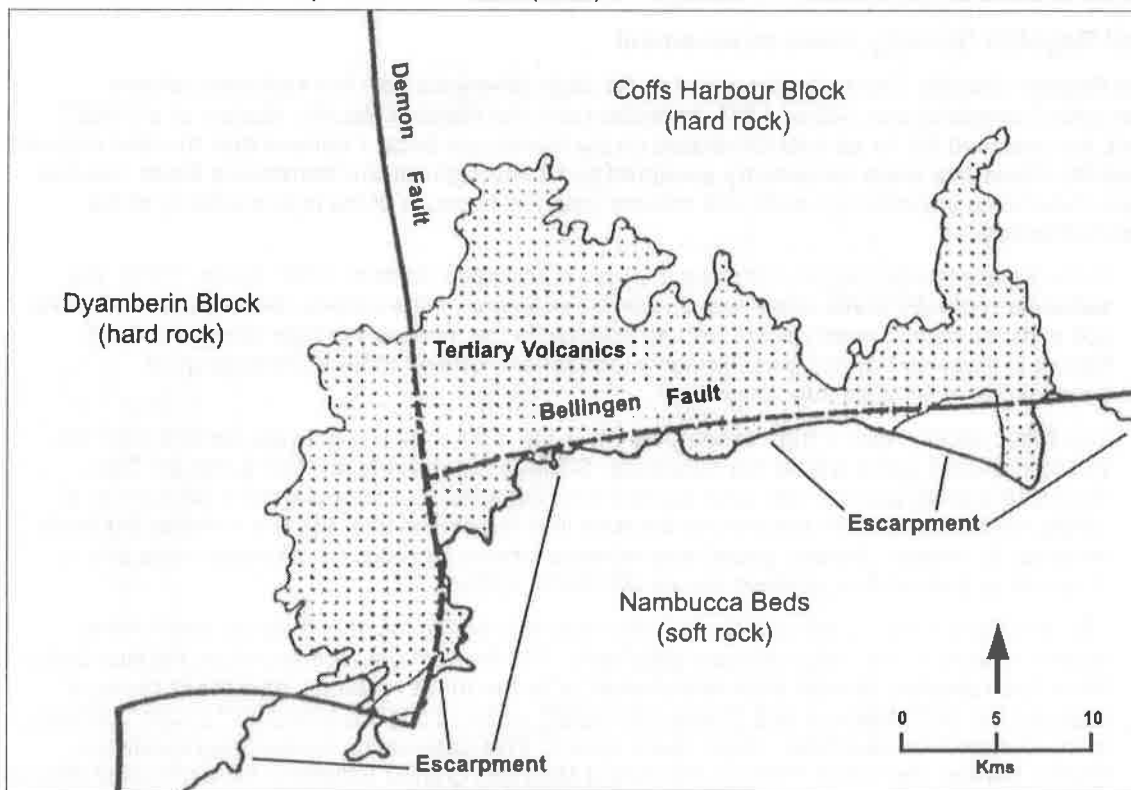 Demon Fault
Coffs Harbour Block
(hard rock)
Dyamberin Block
(hard rock)
Tertiary Volcanics
Bellingen Fault
Escarpment
Nambucca Beds
(soft rock)
0 5 10
Kms
Escarpment